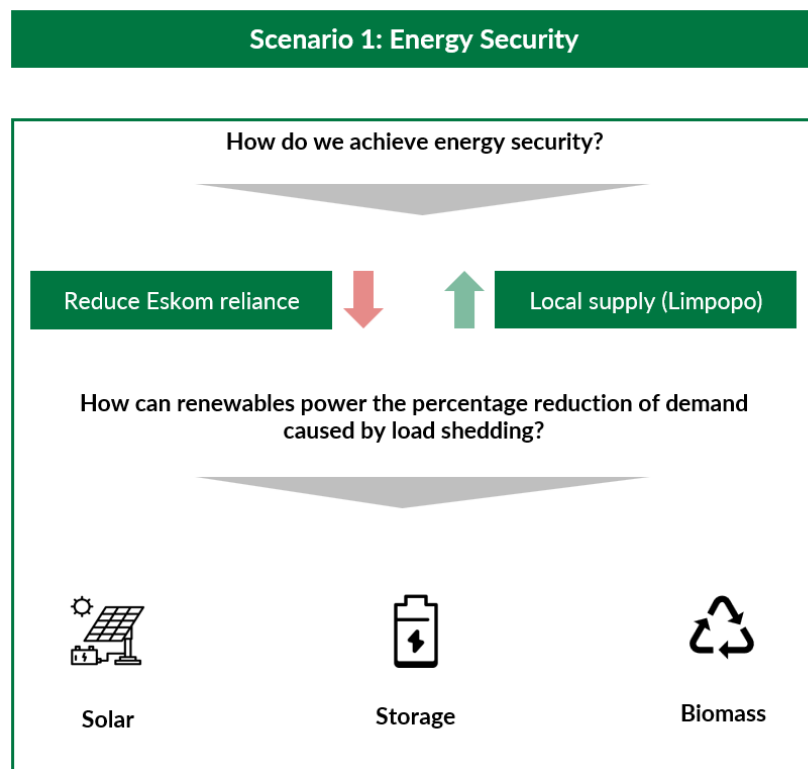 Scenario 1: Energy Security
How do we achieve energy security?
Reduce Eskom reliance
Local supply (Limpopo)
How can renewables power the percentage reduction of demand
caused by load shedding?
Solar
Storage
Biomass